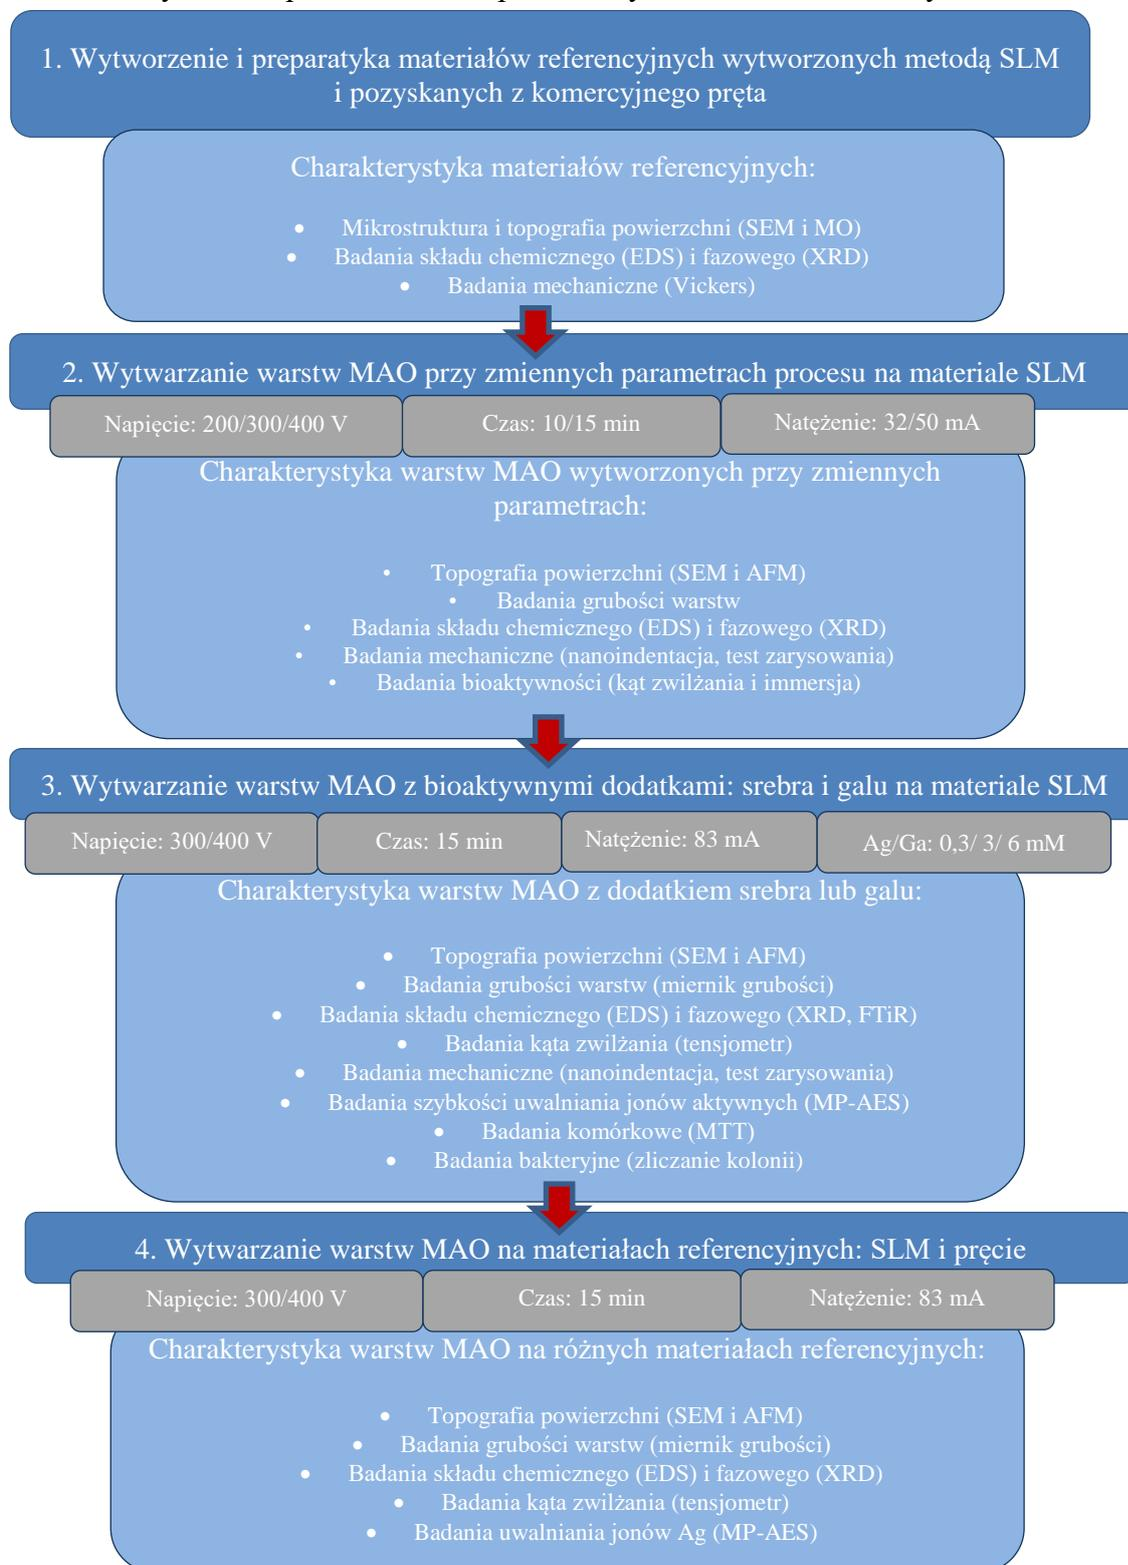 1. Wytworzenie i preparatyka materiałów referencyjnych wytworzonych metodą SLM
i pozyskanych z komercyjnego pręta
Charakterystyka materiałów referencyjnych:
• Mikrostruktura i topografia powierzchni (SEM i MO)
• Badania składu chemicznego (EDS) i fazowego (XRD)
• Badania mechaniczne (Vickers)
2. Wytwarzanie warstw MAO przy zmiennych parametrach procesu na materiale SLM
Napięcie: 200/300/400 V
Czas: 10/15 min
Natężenie: 32/50 mA
Charakterystyka warstw MAO wytworzonych przy zmiennych
parametrach:
• Topografia powierzchni (SEM i AFM)
• Badania grubości warstw
• Badania składu chemicznego (EDS) i fazowego (XRD)
• Badania mechaniczne (nanoindentacja, test zarysowania)
• Badania bioaktywności (kąt zwilżania i immersja)
3. Wytwarzanie warstw MAO z bioaktywnymi dodatkami: srebra i galu na materiale SLM
Napięcie: 300/400 V
Czas: 15 min
Natężenie: 83 mA
Ag/Ga: 0,3/ 3/ 6 mM
Charakterystyka warstw MAO z dodatkiem srebra lub galu:
• Topografia powierzchni (SEM i AFM)
• Badania grubości warstw (miernik grubości)
• Badania składu chemicznego (EDS) i fazowego (XRD, FTiR)
• Badania kąta zwilżania (tensjometr)
• Badania mechaniczne (nanoindentacja, test zarysowania)
• Badania szybkości uwalniania jonów aktywnych (MP-AES)
• Badania komórkowe (MTT)
• Badania bakteryjne (zliczanie kolonii)
4. Wytwarzanie warstw MAO na materiałach referencyjnych: SLM i pręcie
Napięcie: 300/400 V
Czas: 15 min
Natężenie: 83 mA
Charakterystyka warstw MAO na różnych materiałach referencyjnych:
• Topografia powierzchni (SEM i AFM)
• Badania grubości warstw (miernik grubości)
• Badania składu chemicznego (EDS) i fazowego (XRD)
• Badania kąta zwilżania (tensjometr)
• Badania uwalniania jonów Ag (MP-AES)